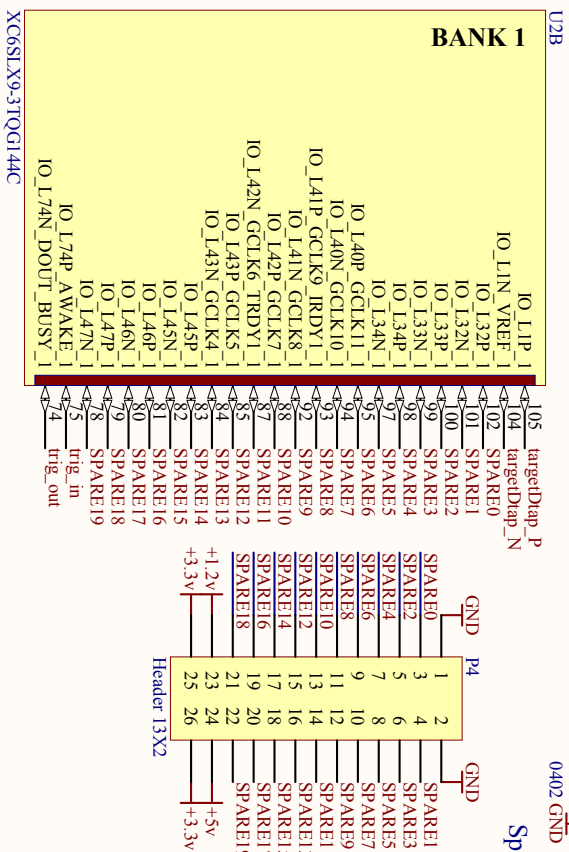 U2B
BANK 1
IO_L1P_1 105 targetDtap_P
IO_L1N_VREF_1 104 targetDtap_N
IO_L32P_1 102 SPARE0
IO_L32N_1 101 SPARE1
IO_L33P_1 100 SPARE2
IO_L33N_1 99 SPARE3
IO_L34P_1 98 SPARE4
IO_L34N_1 97 SPARE5
IO_L40P_GCLK11_1 95 SPARE6
IO_L40N_GCLK10_1 94 SPARE7
IO_L41P_GCLK9_IRDY1_1 93 SPARE8
IO_L41N_GCLK8_1 92 SPARE9
IO_L42P_GCLK7_1 88 SPARE10
IO_L42N_GCLK6_TRDY1_1 87 SPARE11
IO_L43P_GCLK5_1 85 SPARE12
IO_L43N_GCLK4_1 84 SPARE13
IO_L45P_1 83 SPARE14
IO_L45N_1 82 SPARE15
IO_L46P_1 81 SPARE16
IO_L46N_1 80 SPARE17
IO_L47P_1 79 SPARE18
IO_L47N_1 78 SPARE19
IO_L74P_AWAKE_1 75 trig_in
IO_L74N_DOUT_BUSY_1 74 trig_out
XC6SLX9-3TQG144C
0402 GND
Sp
P4
GND 1 2 GND
SPARE0 3 4 SPARE1
SPARE2 5 6 SPARE3
SPARE4 7 8 SPARE5
SPARE6 9 10 SPARE7
SPARE8 11 12 SPARE9
SPARE10 13 14
SPARE12 15 16
SPARE14 17 18
SPARE16 19 20
SPARE18 21 22
+1.2v 23 24 +5v
+3.3v 25 26 +3.3v
Header 13X2